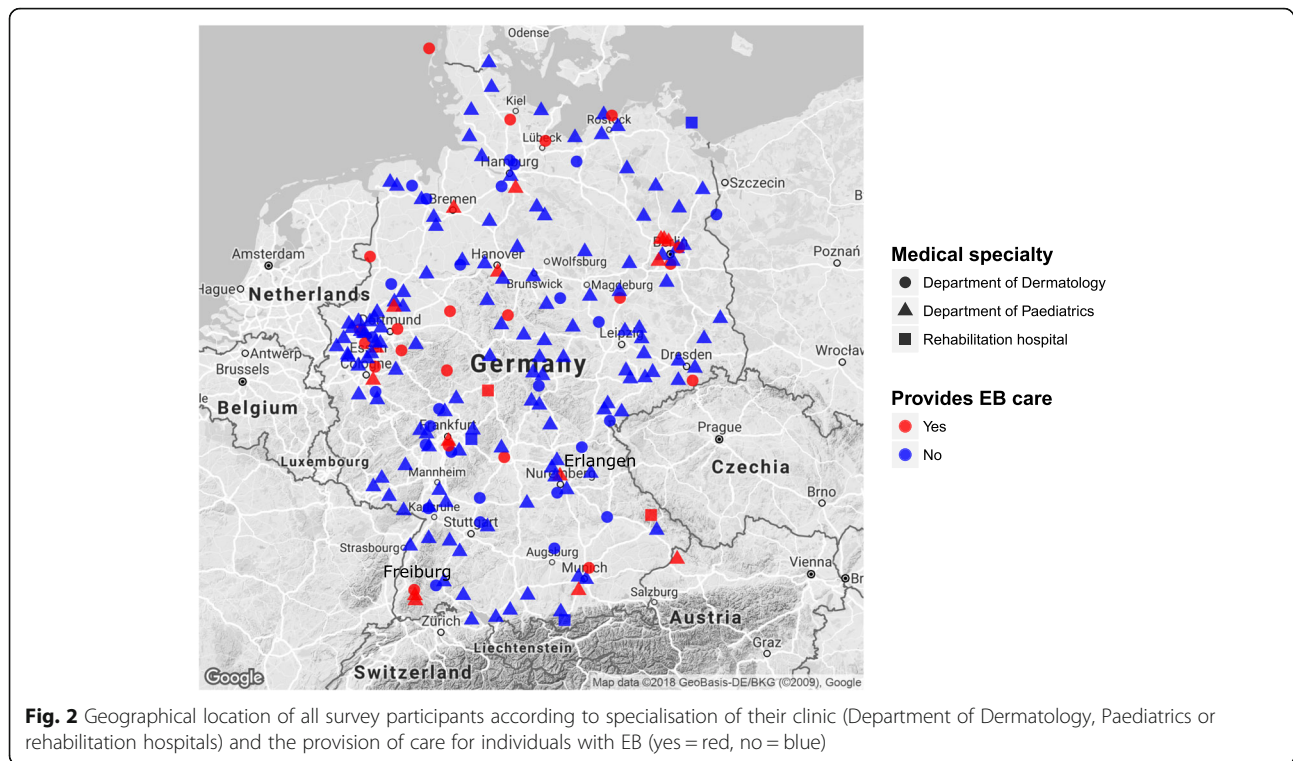 Odense
Kiel
Rostock
Lübeck
Hamburg
Szczecin
Bremen
Amsterdam
Berlin
Poznań
Hanover
Wolfsburg
Hague
Netherlands
Brunswick
Magdeburg
Dortmund
Leipzig
Essen
Antwerp
Cologne
Dresden
Wrocław
Brussels
Germany
Belgium
le
Frankfurt
Prague
Luxembourg
Erlangen
Czechia
Mannheim
Nuremberg
Brno
Karlsruhe
Stuttgart
Strasbourg
Augsburg
Vienna
Munich
Freiburg
Br
Salzburg
Zürich
Austria
Liechtenstein
Graz
Switzerland
Google
Map data ©2018 GeoBasis-DE/BKG (©2009), Google
Medical specialty
Department of Dermatology
Department of Paediatrics
Rehabilitation hospital
Provides EB care
Yes
No
Fig. 2 Geographical location of all survey participants according to specialisation of their clinic (Department of Dermatology, Paediatrics or
rehabilitation hospitals) and the provision of care for individuals with EB (yes = red, no = blue)